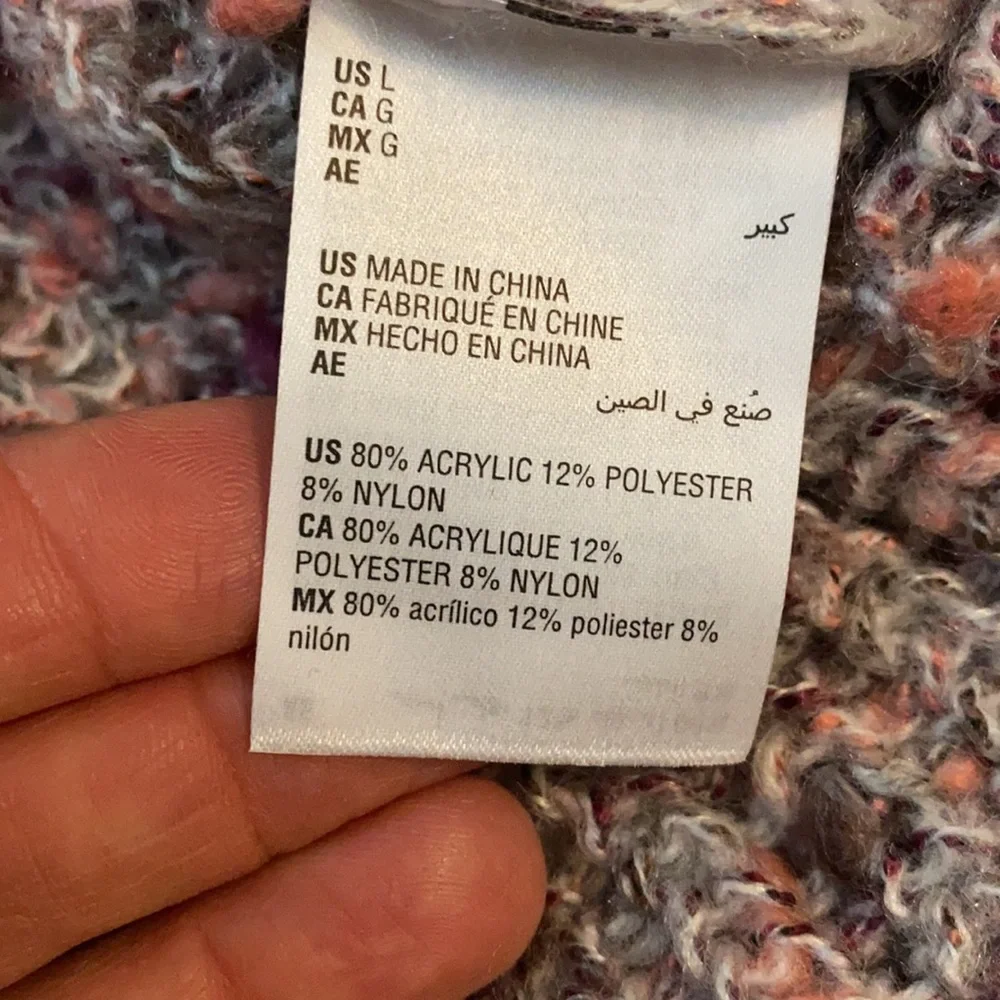 US L
CA G
MX G
AE
كبير
US MADE IN CHINA
CA FABRIQUÉ EN CHINE
MX HECHO EN CHINA
AE
صُنع في الصين
US 80% ACRYLIC 12% POLYESTER
8% NYLON
CA 80% ACRYLIQUE 12%
POLYESTER 8% NYLON
MX 80% acrílico 12% poliester 8%
nilón